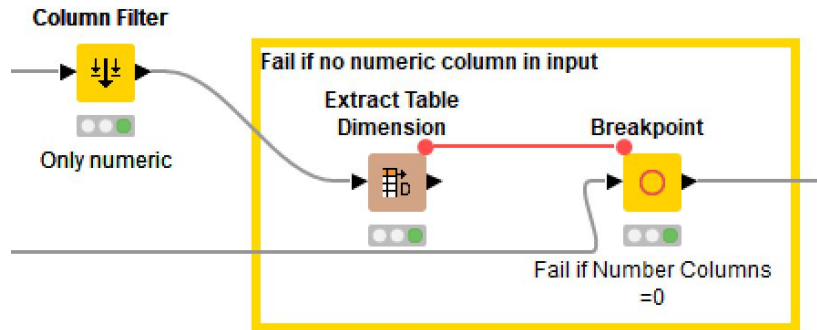 Column Filter
Only numeric
Fail if no numeric column in input
Extract Table
Dimension
D
Breakpoint
Fail if Number Columns
=0